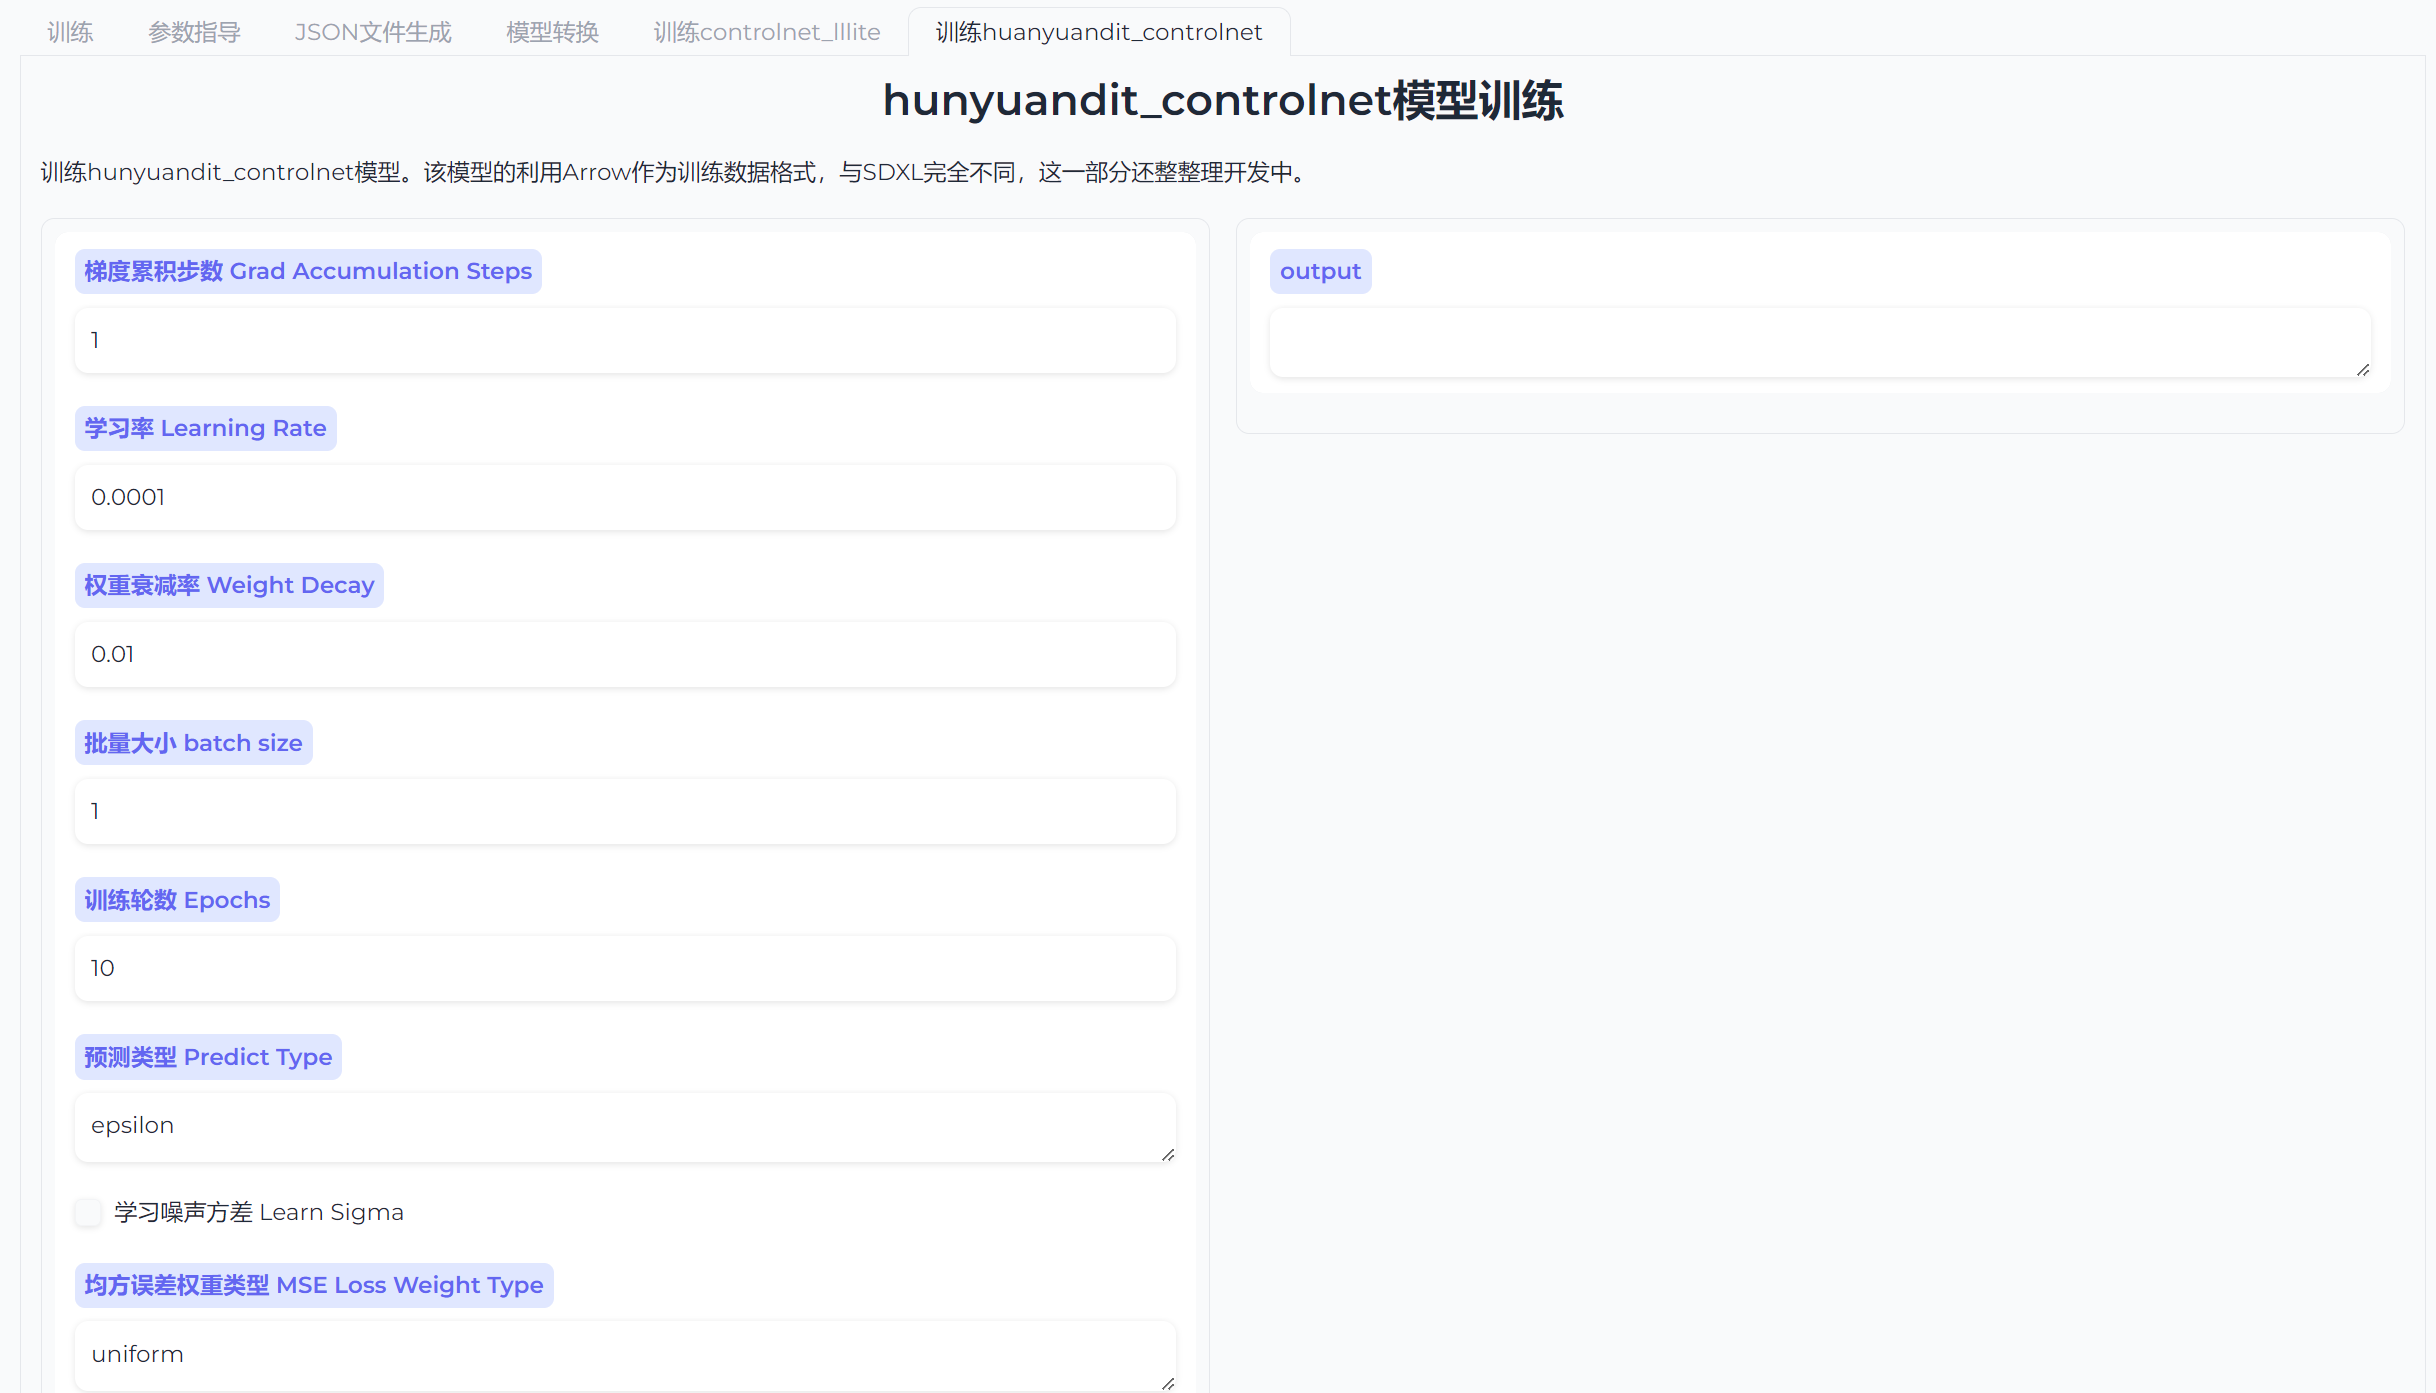 训练 参数指导 JSON文件生成 模型转换 训练controlnet_lllite 训练huanyuandit_controlnet
hunyuandit_controlnet模型训练
训练hunyuandit_controlnet模型。该模型的利用Arrow作为训练数据格式，与SDXL完全不同，这一部分还整整理开发中。
梯度累积步数 Grad Accumulation Steps
1
学习率 Learning Rate
0.0001
权重衰减率 Weight Decay
0.01
批量大小 batch size
1
训练轮数 Epochs
10
预测类型 Predict Type
epsilon
学习噪声方差 Learn Sigma
均方误差权重类型 MSE Loss Weight Type
uniform
output